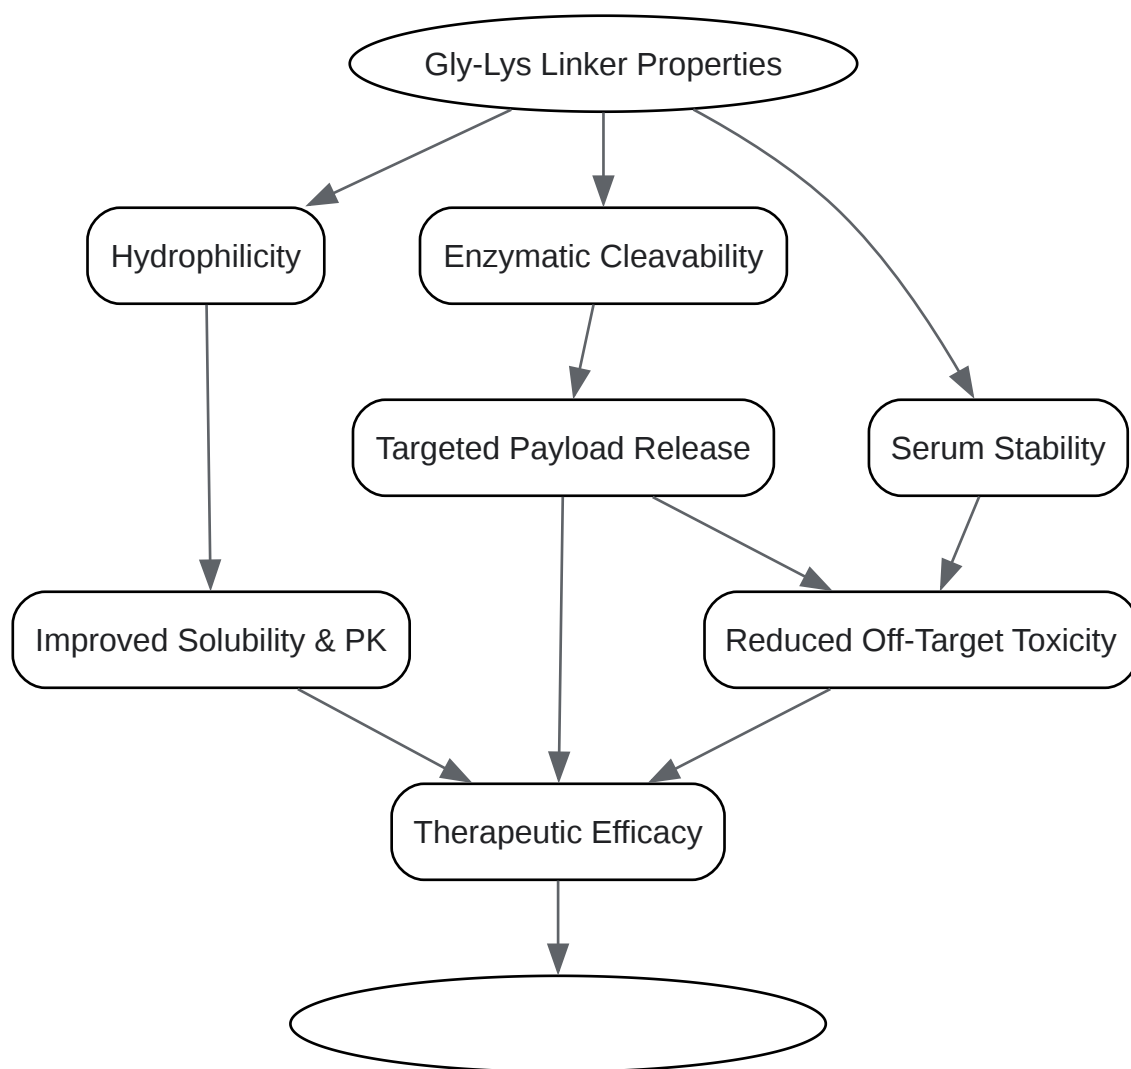 Gly-Lys Linker Properties
Hydrophilicity
Enzymatic Cleavability
Targeted Payload Release
Serum Stability
Improved Solubility & PK
Reduced Off-Target Toxicity
Therapeutic Efficacy